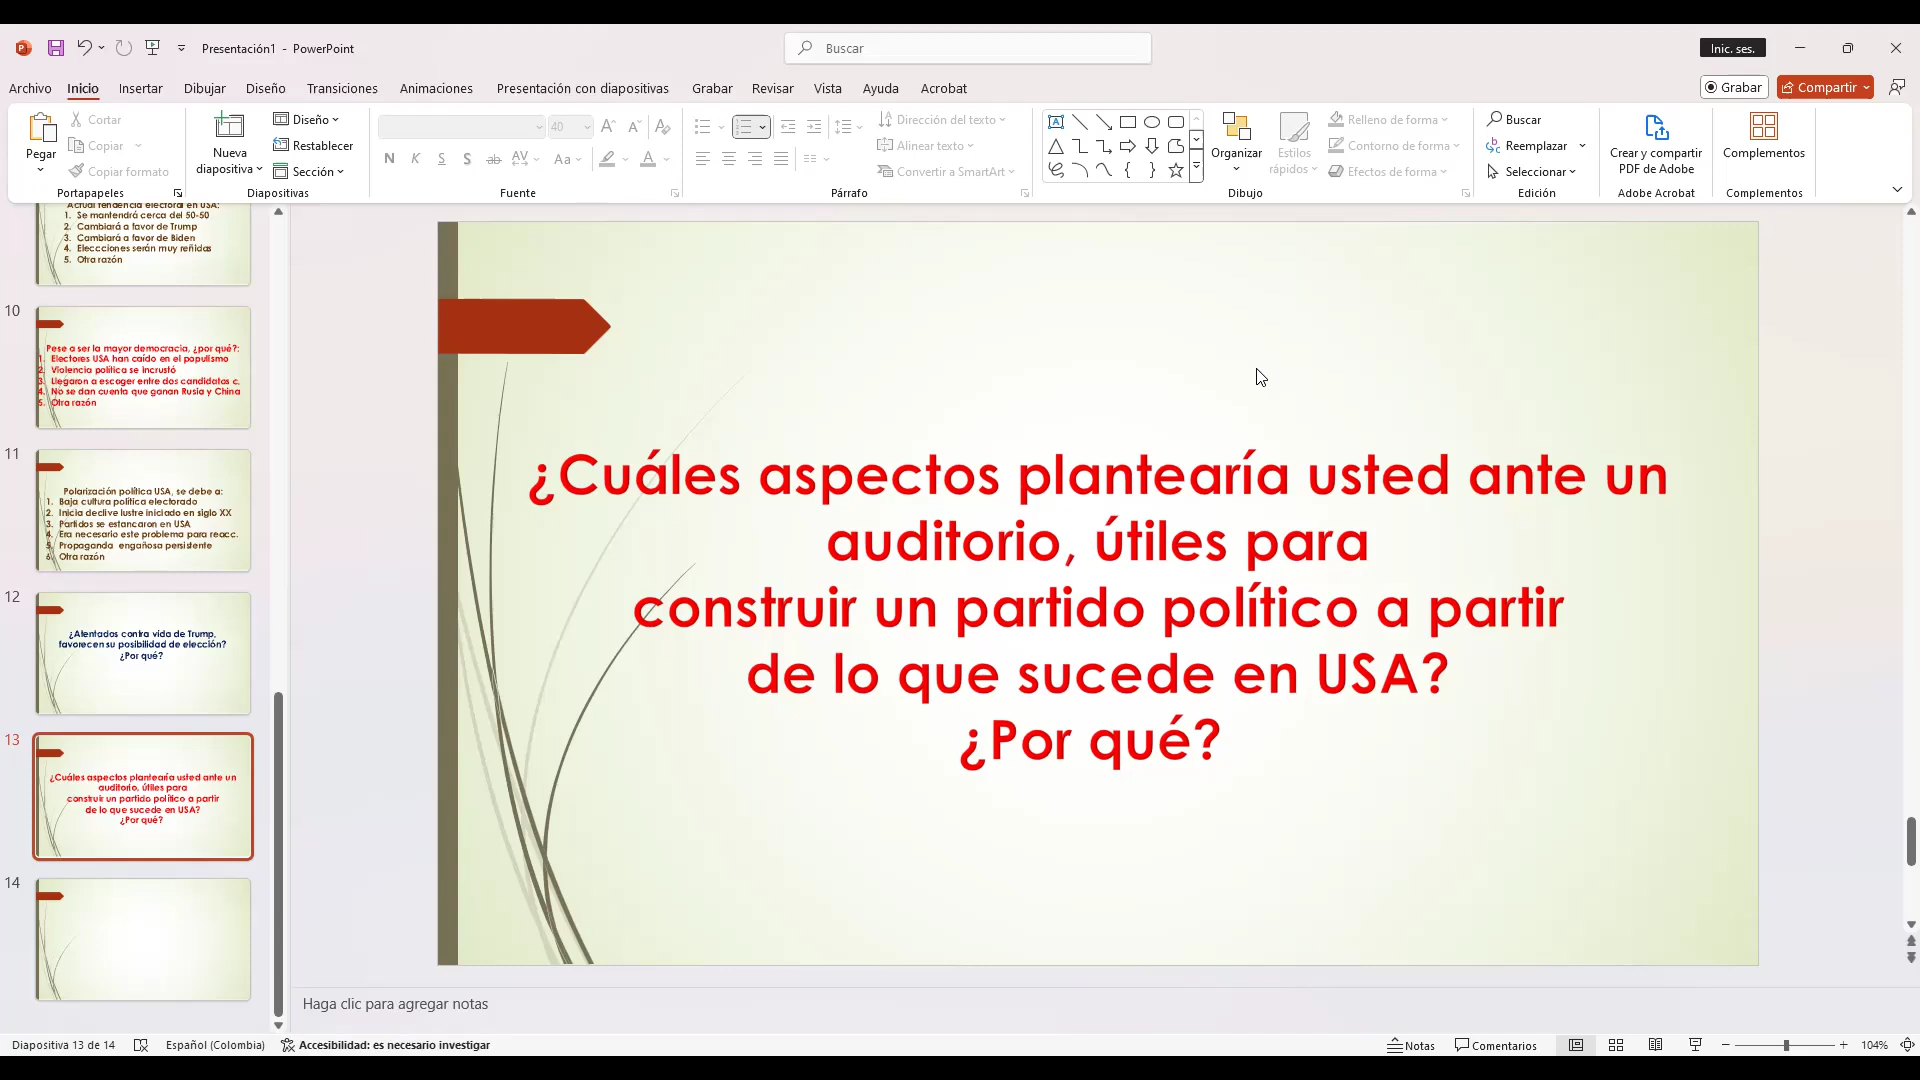 Presentación1 - PowerPoint
Buscar
Inic. ses.
Archivo
Inicio
Insertar
Dibujar
Diseño
Transiciones
Animaciones
Presentación con diapositivas
Grabar
Revisar
Vista
Ayuda
Acrobat
Grabar
Compartir
Pegar
Cortar
Copiar
Copiar formato
Portapapeles
Nueva
diapositiva
Diseño
Restablecer
Sección
Diapositivas
40
N K S S ab AV Aa A
Fuente
Dirección del texto
Alinear texto
Convertir a SmartArt
Párrafo
Organizar
Estilos
rápidos
Relleno de forma
Contorno de forma
Efectos de forma
Dibujo
Buscar
Reemplazar
Seleccionar
Edición
Crear y compartir
PDF de Adobe
Adobe Acrobat
Complementos
Complementos
Actual tendencia electoral en USA:
1. Se mantendrá cerca del 50-50
2. Cambiará a favor de Trump
3. Cambiará a favor de Biden
4. Eleccciones serán muy reñidas
5. Otra razón
10
Pese a ser la mayor democracia, ¿por qué?:
1. Electores USA han caído en el populismo
2. Violencia política se incrustó
3. Llegaron a escoger entre dos candidatos c.
4. No se dan cuenta que ganan Rusia y China
5. Otra razón
11
Polarización política USA, se debe a:
1. Baja cultura política electorado
2. Inicia declive lustre iniciado en siglo XX
3. Partidos se estancaron en USA
4. Era necesario este problema para reacc.
5. Propaganda engañosa persistente
6. Otra razón
12
¿Atentados contra vida de Trump,
favorecen su posibilidad de elección?
¿Por qué?
13
¿Cuáles aspectos plantearía usted ante un
auditorio, útiles para
construir un partido político a partir
de lo que sucede en USA?
¿Por qué?
14
¿Cuáles aspectos plantearía usted ante un
auditorio, útiles para
construir un partido político a partir
de lo que sucede en USA?
¿Por qué?
Haga clic para agregar notas
Diapositiva 13 de 14
Español (Colombia)
Accesibilidad: es necesario investigar
Notas
Comentarios
104%